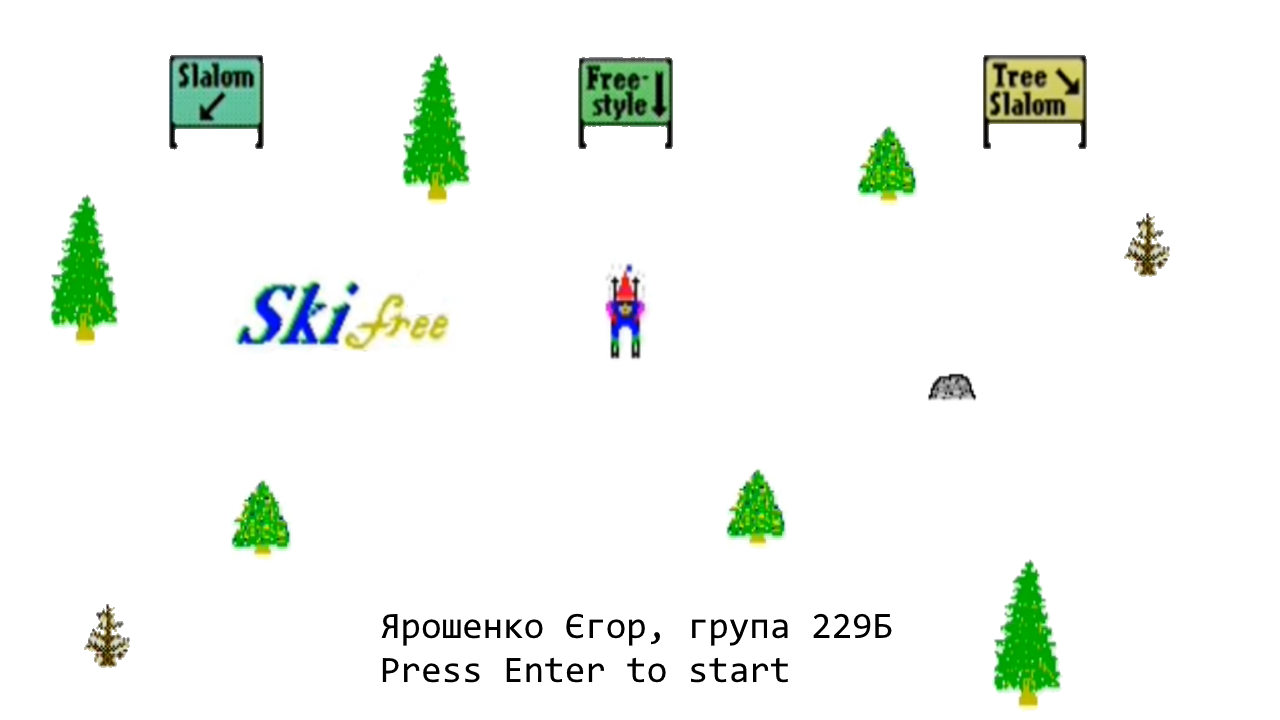 Slalom
Free-
style
Tree
Slalom
Ski free
Ярошенко Єгор, група 229Б
Press Enter to start